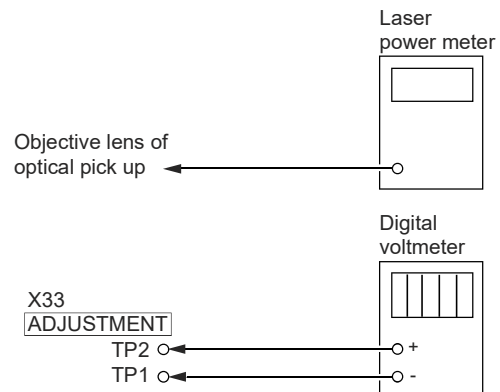 Laser
power meter
Objective lens of
optical pick up
Digital
voltmeter
X33
ADJUSTMENT
TP2
+
TP1
-